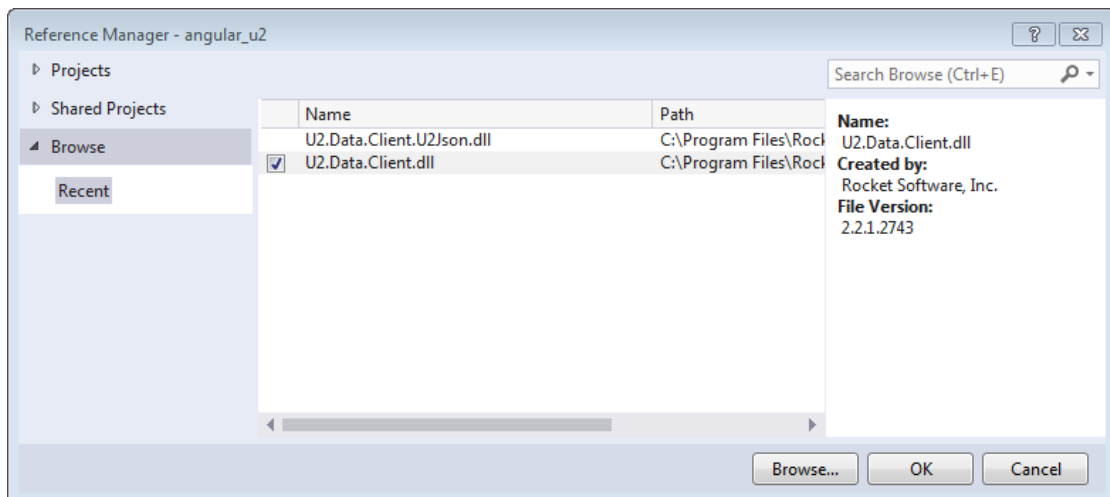 Reference Manager - angular_u2
Projects
Shared Projects
Browse
Recent
Search Browse (Ctrl+E)
Name Path
U2.Data.Client.U2Json.dll C:\Program Files\Rock
U2.Data.Client.dll C:\Program Files\Rock
Name:
U2.Data.Client.dll
Created by:
Rocket Software, Inc.
File Version:
2.2.1.2743
Browse... OK Cancel